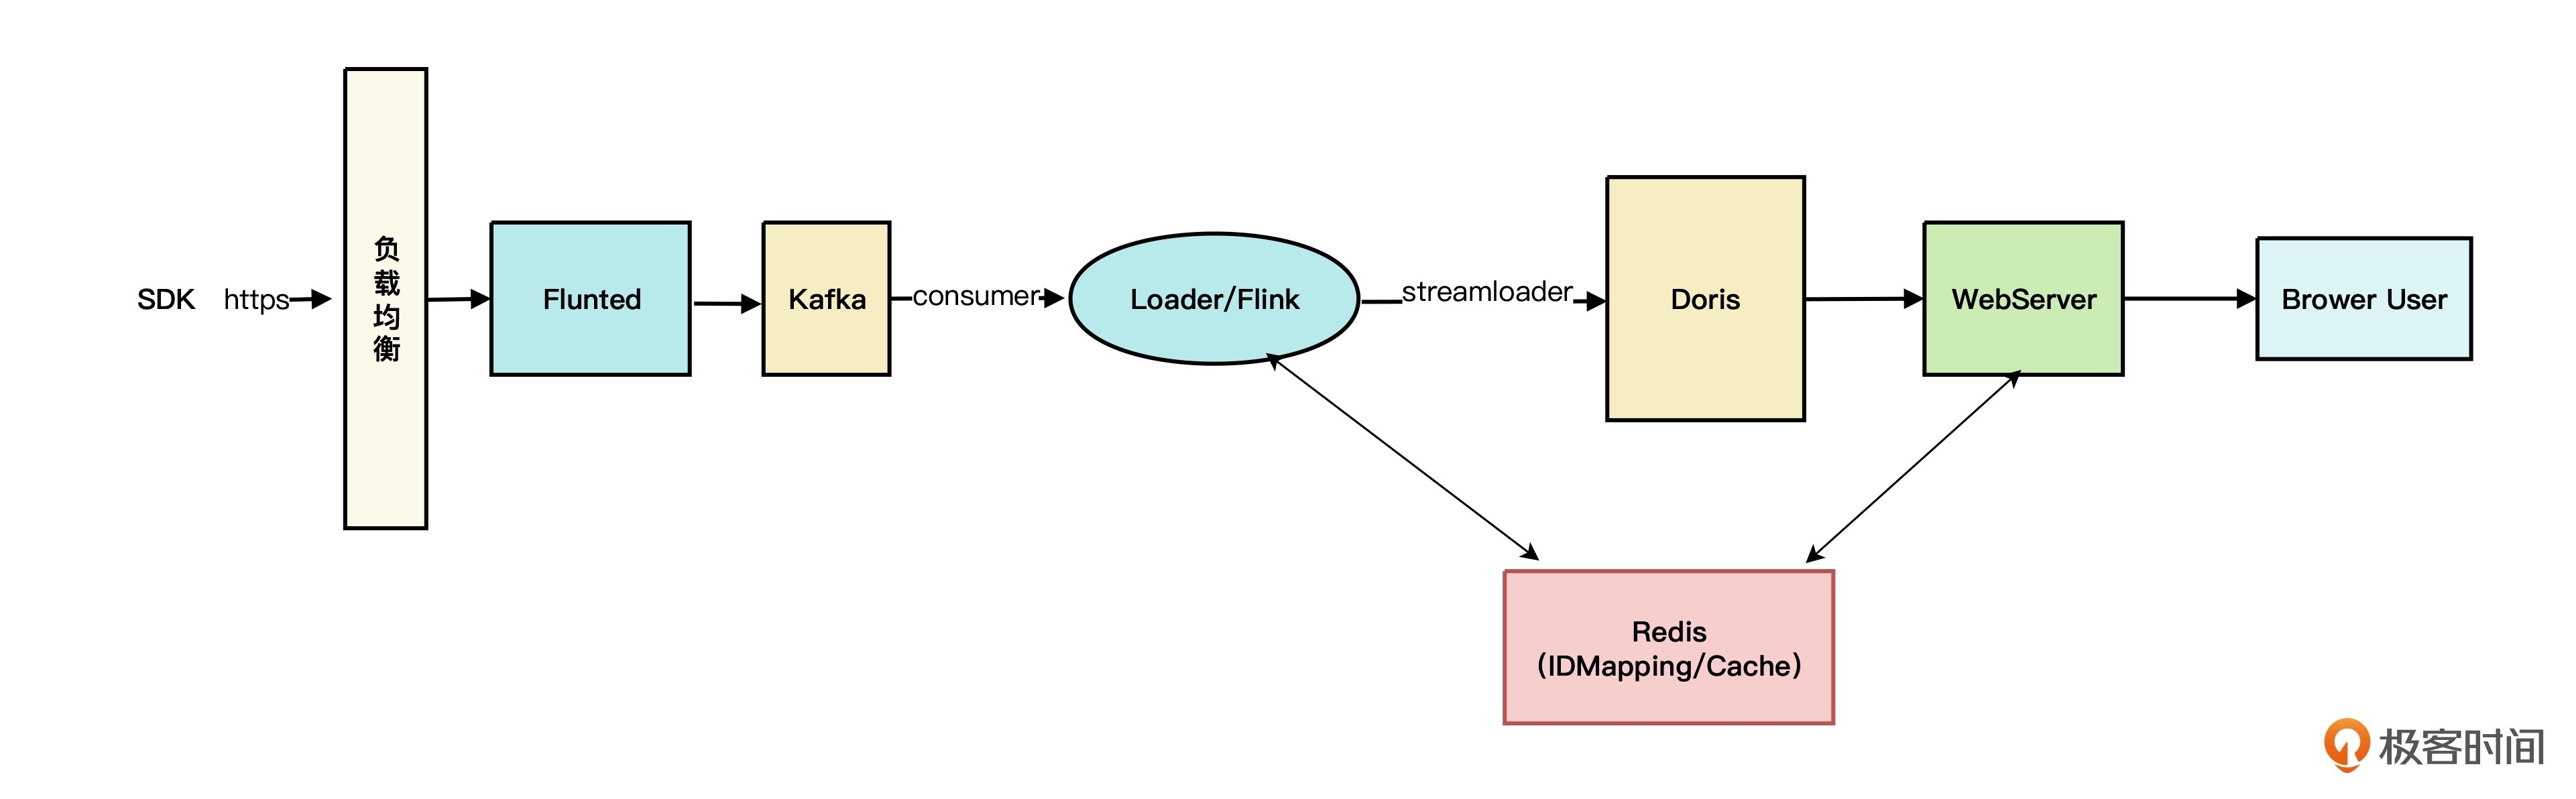 SDK
https
负载均衡
Flunted
Kafka
consumer
Loader/Flink
streamloader
Doris
WebServer
Brower User
Redis
(IDMapping/Cache)
极客时间